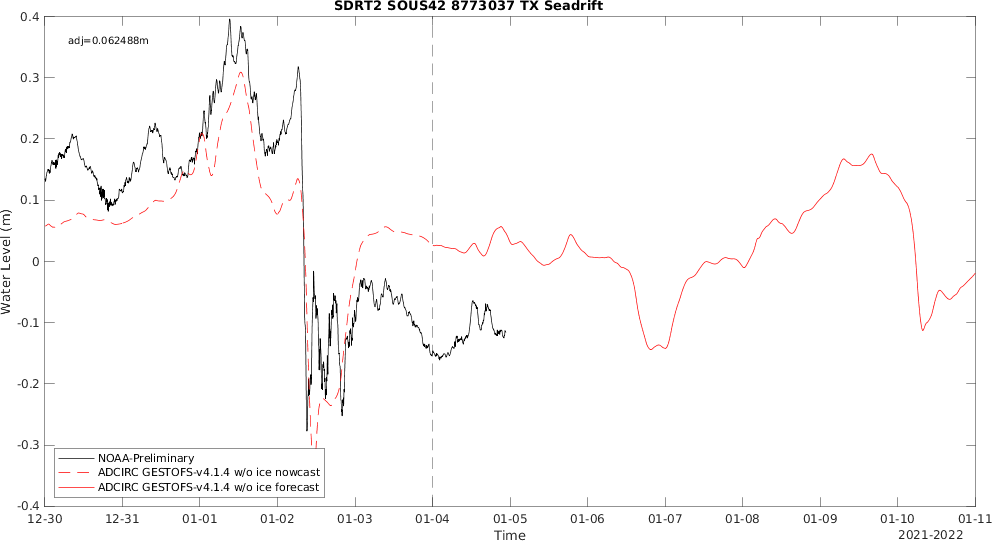 SDRT2 SOUS42 8773037 TX Seadrift
adj=0.062488m
Water Level (m)
0.4
0.3
0.2
0.1
0
-0.1
-0.2
-0.3
-0.4
NOAA-Preliminary
ADCIRC GESTOFS-v4.1.4 w/o ice nowcast
ADCIRC GESTOFS-v4.1.4 w/o ice forecast
12-30 12-31 01-01 01-02 01-03 01-04 01-05 01-06 01-07 01-08 01-09 01-10 01-11
Time
2021-2022